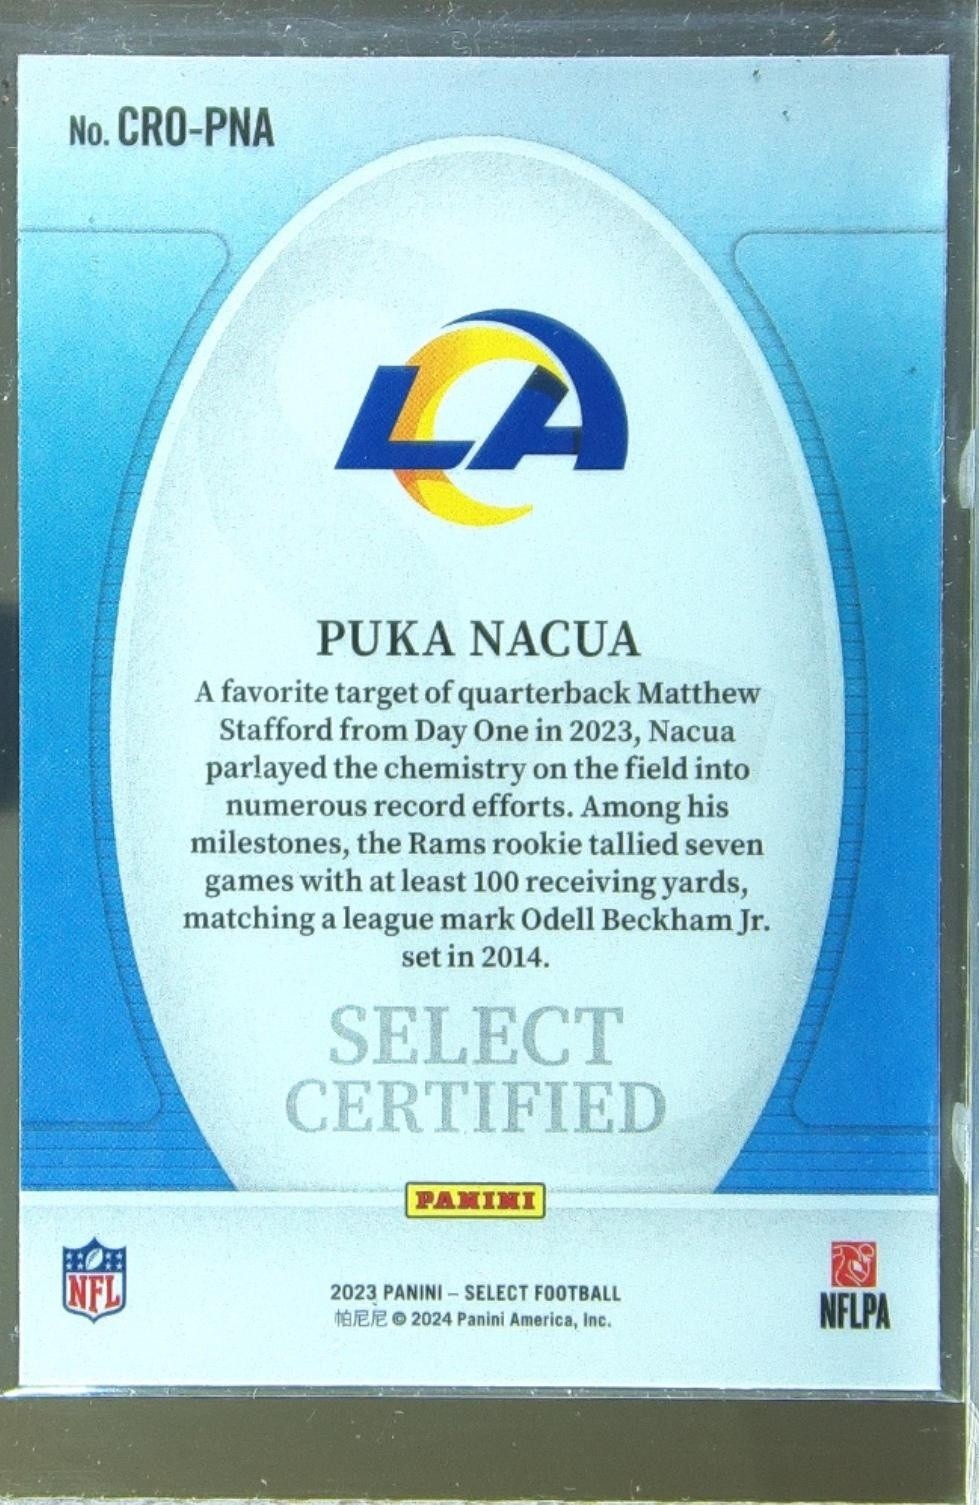 No. CRO-PNA
LA
PUKA NACUA
A favorite target of quarterback Matthew
Stafford from Day One in 2023, Nacua
parlayed the chemistry on the field into
numerous record efforts. Among his
milestones, the Rams rookie tallied seven
games with at least 100 receiving yards,
matching a league mark Odell Beckham Jr.
set in 2014.
SELECT
CERTIFIED
PANINI
NFL
2023 PANINI – SELECT FOOTBALL
帕尼尼 © 2024 Panini America, Inc.
NFLPA